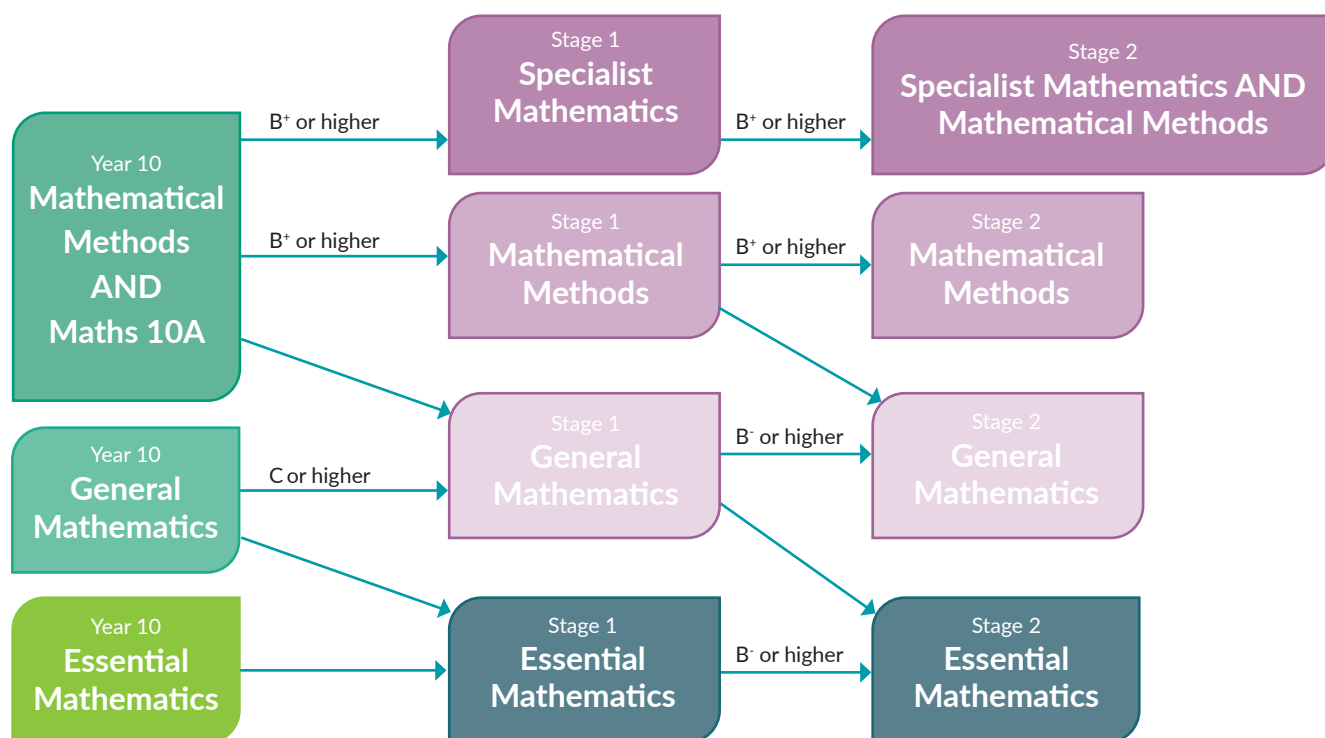 Year 10
Mathematical
Methods
AND
Maths 10A
B⁺ or higher
Stage 1
Specialist
Mathematics
B⁺ or higher
Stage 2
Specialist Mathematics AND
Mathematical Methods
B⁺ or higher
Stage 1
Mathematical
Methods
B⁺ or higher
Stage 2
Mathematical
Methods
Year 10
General
Mathematics
C or higher
Stage 1
General
Mathematics
B⁻ or higher
Stage 2
General
Mathematics
Year 10
Essential
Mathematics
Stage 1
Essential
Mathematics
B⁻ or higher
Stage 2
Essential
Mathematics